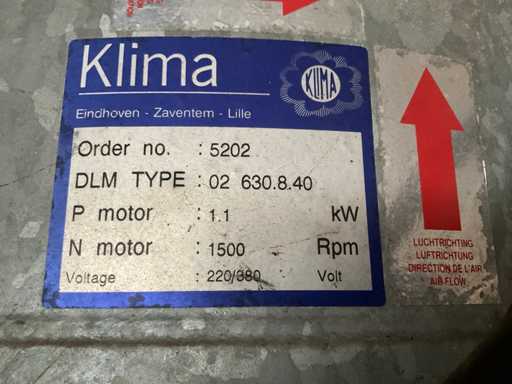 Klima
KLIMA
Eindhoven - Zaventem - Lille
Order no. : 5202
DLM TYPE : 02 630.8.40
P motor : 1.1 kW
N motor : 1500 Rpm
Voltage : 220/380 Volt
LUCHTRICHTING
LUFTRICHTUNG
DIRECTION DE L'AIR
AIR FLOW